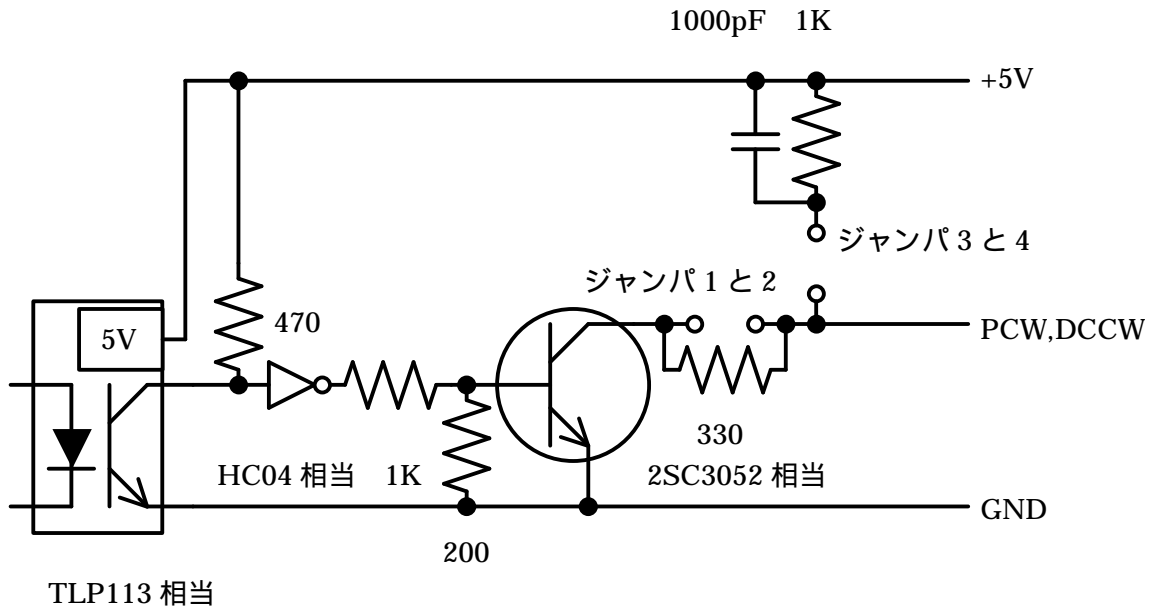 1000pF 1K
+5V
ジャンパ 3 と 4
ジャンパ 1 と 2
5V
470
PCW,DCCW
330
HC04 相当 1K
2SC3052 相当
GND
200
TLP113 相当